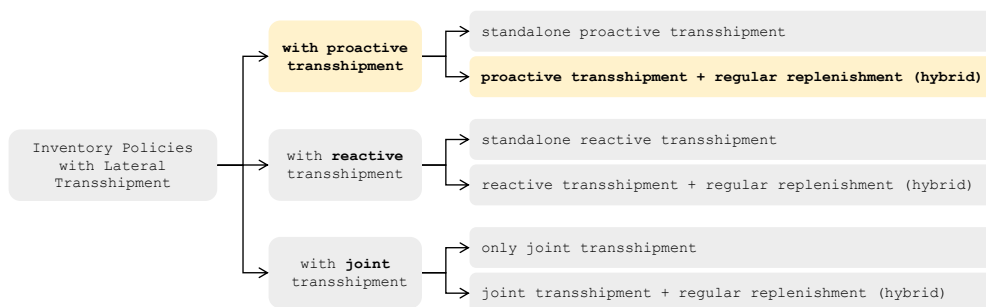 Inventory Policies
with Lateral
Transshipment
with proactive
transshipment
standalone proactive transshipment
proactive transshipment + regular replenishment (hybrid)
with reactive
transshipment
standalone reactive transshipment
reactive transshipment + regular replenishment (hybrid)
with joint
transshipment
only joint transshipment
joint transshipment + regular replenishment (hybrid)